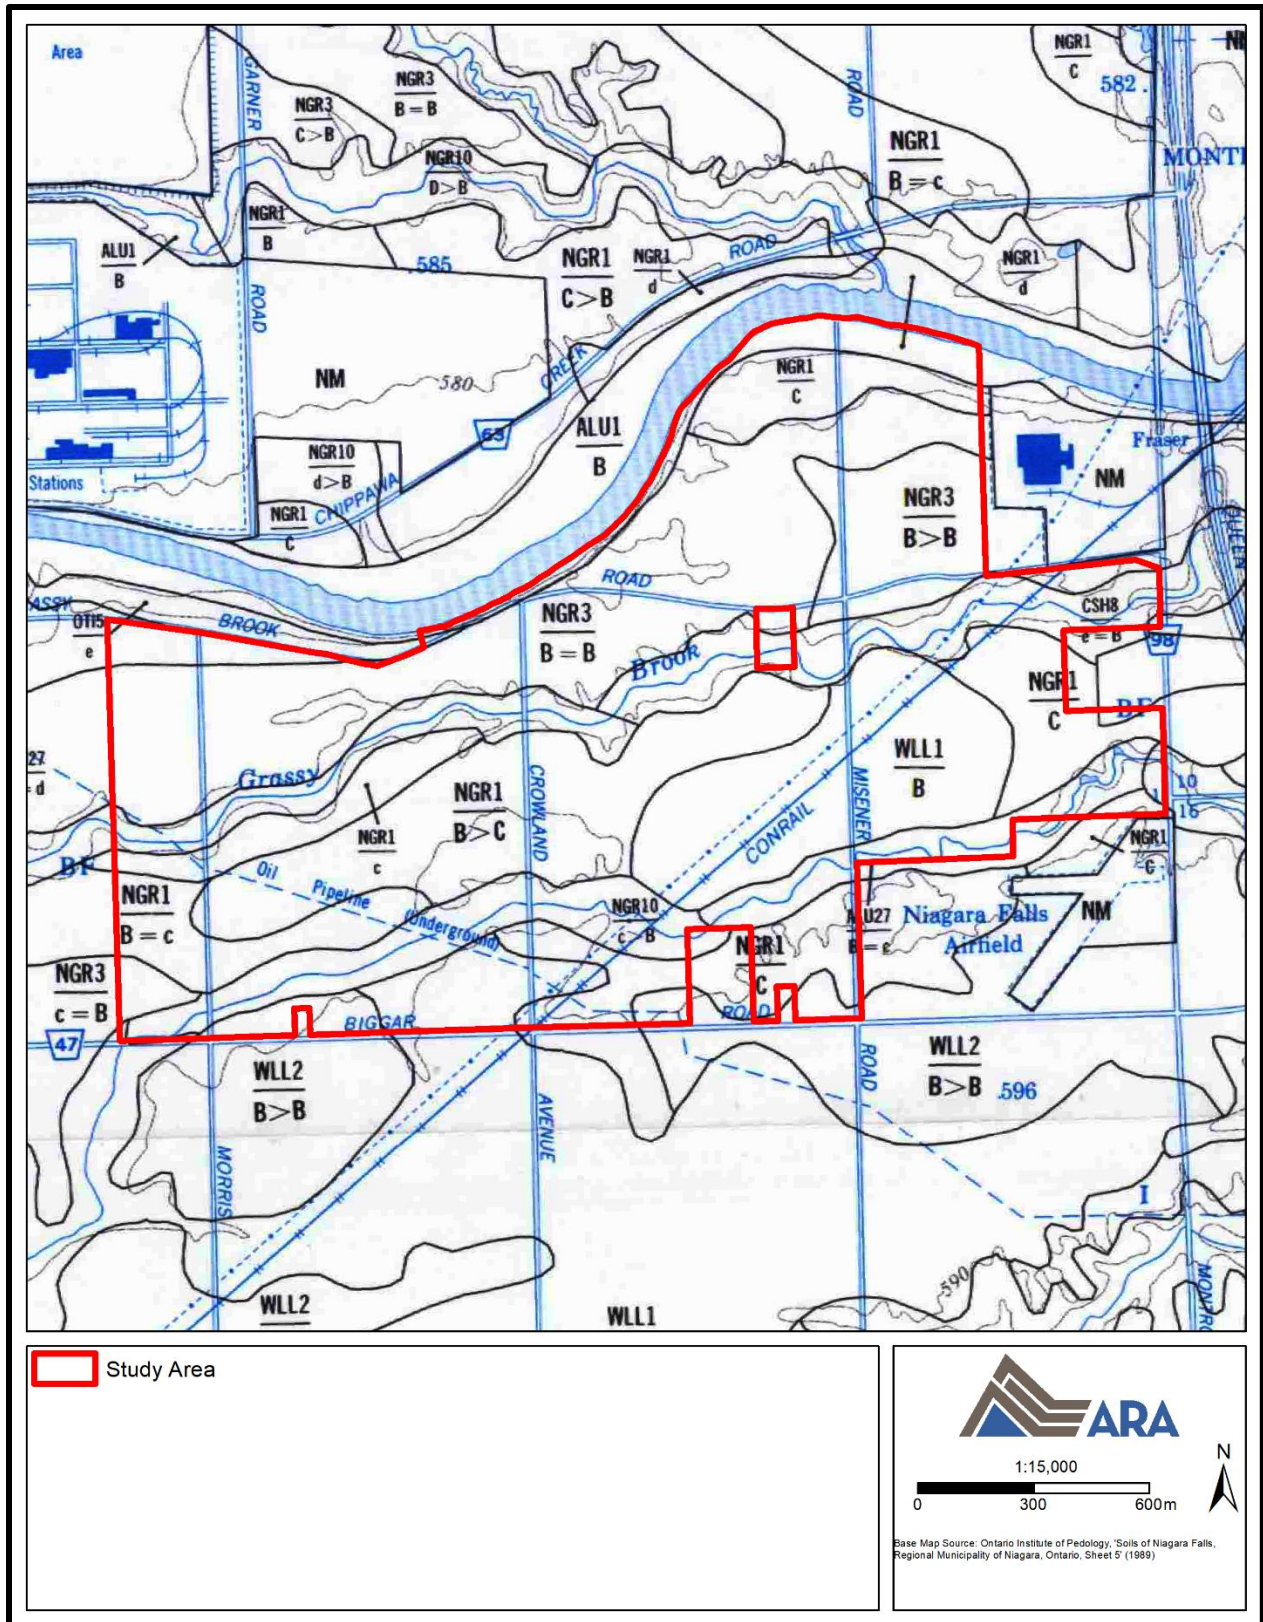 Area
GARNER
NGR3
C>B
NGR3
B = B
ROAD
NGR1
C
582 .
NGR10
D>B
NGR1
B = c
NGR1
B
ALU1
B
.585
NGR1
C>B
NGR1
d
ROAD
NGR1
d
ROAD
NM
580
CREEK
NGR1
C
63
ALU1
B
Fraser
NGR10
d>B
Stations
CHIPPAWA
NGR1
C
NGR3
B>B
NM
QUEEN
ROAD
OTI5
e
BROOK
NGR3
B = B
CSH8
e = B
98
Brook
NGR1
C
BF
Grassy
CROWLAND
WLL1
B
MISENER
10
16
NGR1
B>C
CONRAIL
NGR1
c
NGR1
C
BF
Oil Pipeline (Underground)
NGR1
B = c
NGR10
c>B
ALU27
B = c
Niagara Falls
Airfield
NM
NGR1
C
NGR3
c = B
47
BIGGAR
ROAD
WLL2
B>B
ROAD
WLL2
B>B
.596
AVENUE
MORRIS
I
590
WLL2
WLL1
Study Area
ARA
1:15,000
N
0 300 600m
Base Map Source: Ontario Institute of Pedology, 'Soils of Niagara Falls,
Regional Municipality of Niagara, Ontario, Sheet 5' (1989)